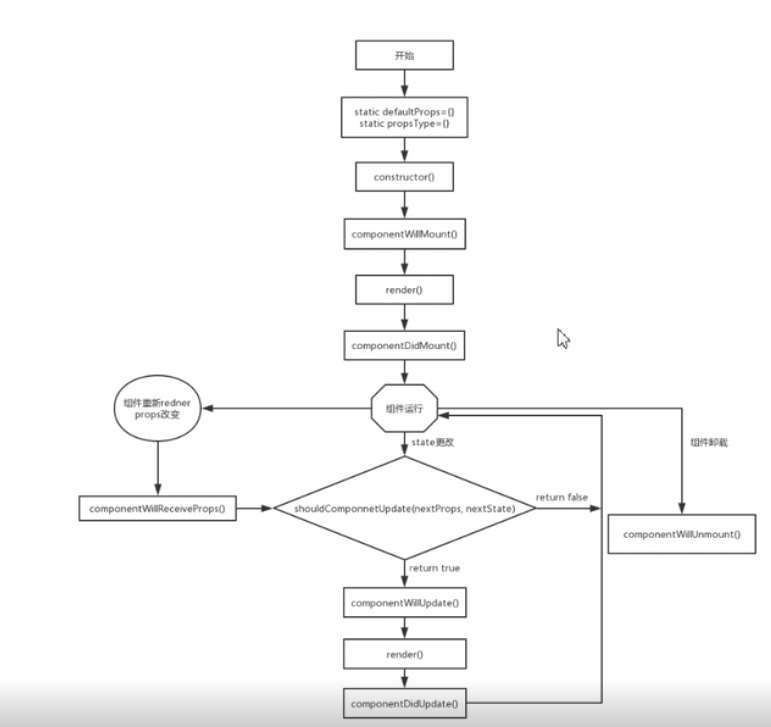 开始
static defaultProps={}
static propsType={}
constructor()
componentWillMount()
render()
componentDidMount()
组件重新redner
props改变
组件运行
state更改
组件卸载
componentWillReceiveProps()
shouldComponnetUpdate(nextProps, nextState)
return false
componentWillUnmount()
return true
componentWillUpdate()
render()
componentDidUpdate()